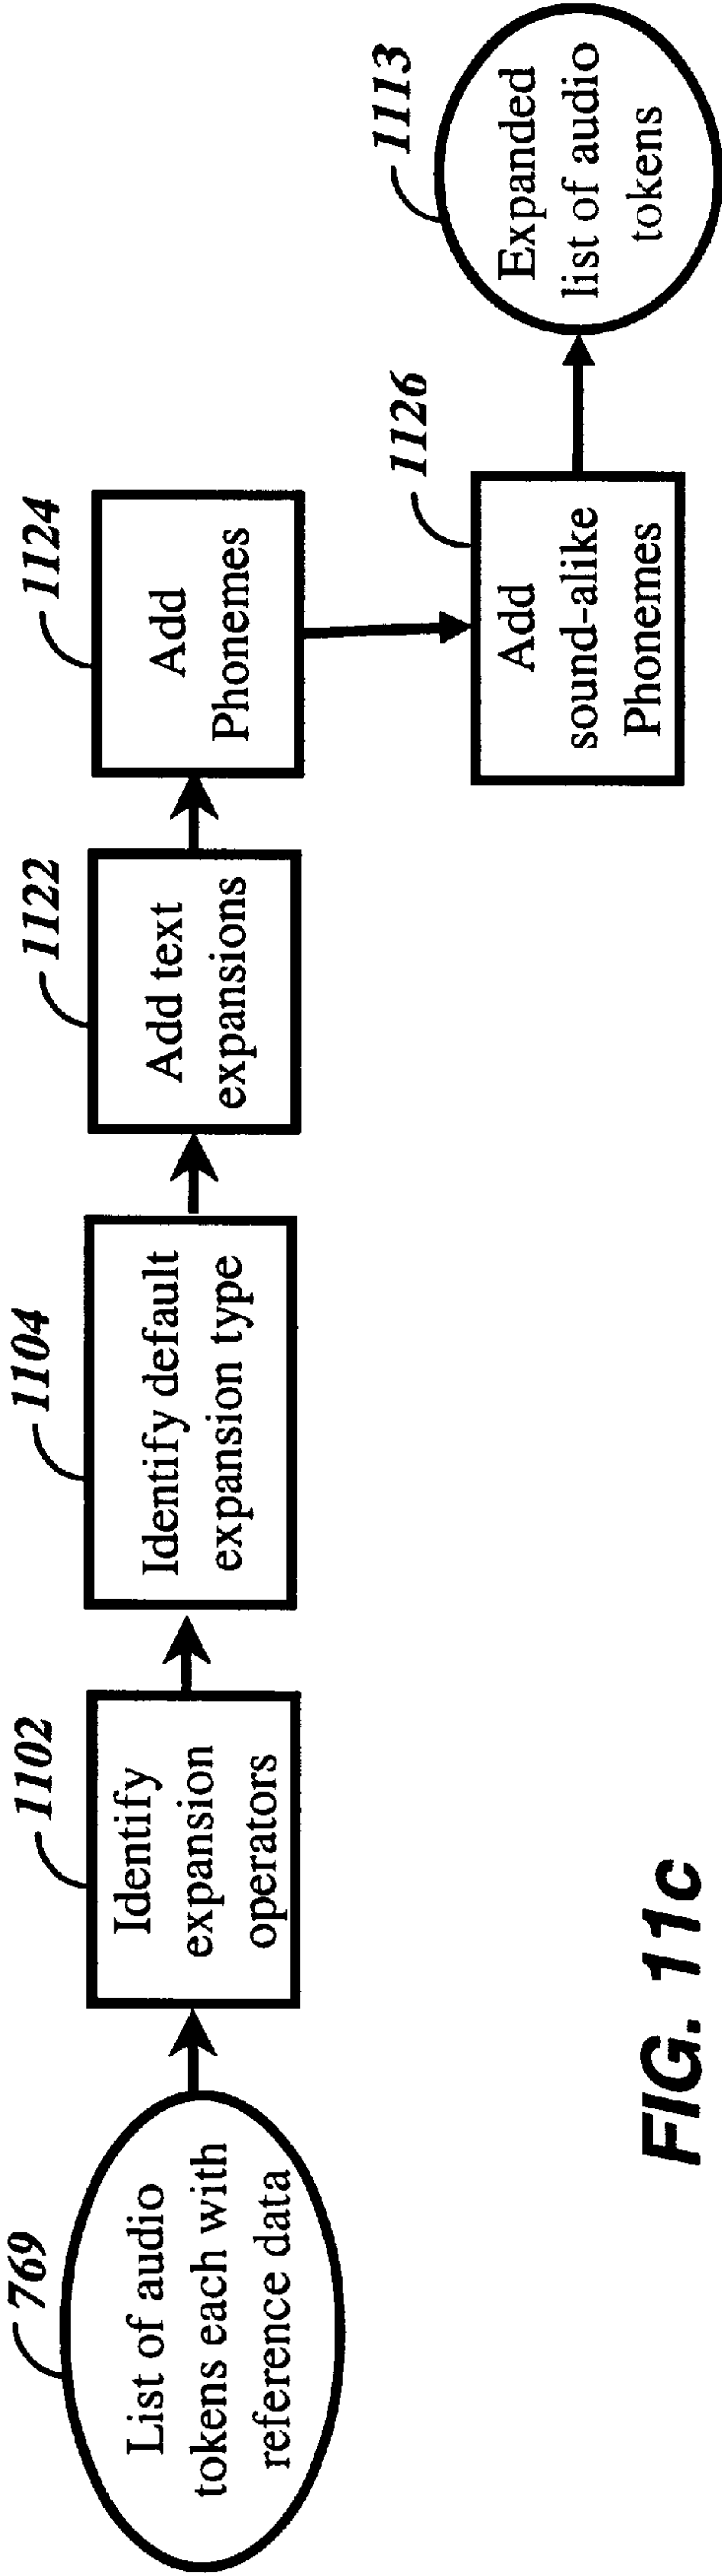 769
List of audio
tokens each with
reference data
1102
Identify
expansion
operators
1104
Identify default
expansion type
1122
Add text
expansions
1124
Add
Phonemes
1126
Add
sound-alike
Phonemes
1113
Expanded
list of audio
tokens
FIG. 11c